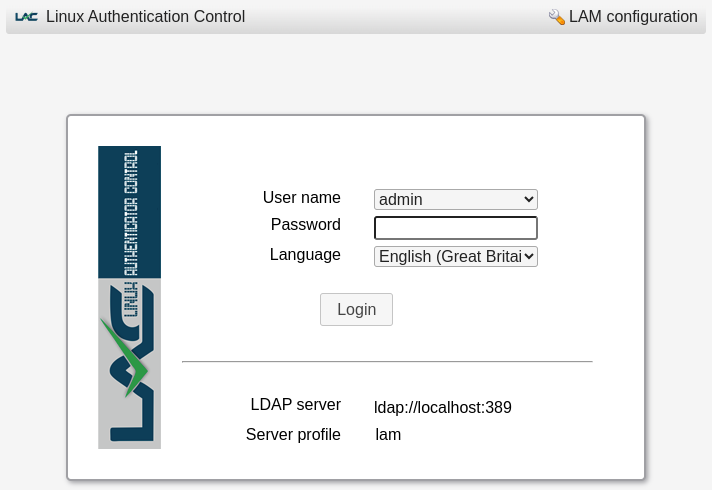 LAC Linux Authentication Control
LAM configuration
LAC LINUX AUTHENTICATOR CONTROL
User name admin
Password
Language English (Great Britai
Login
LDAP server ldap://localhost:389
Server profile lam